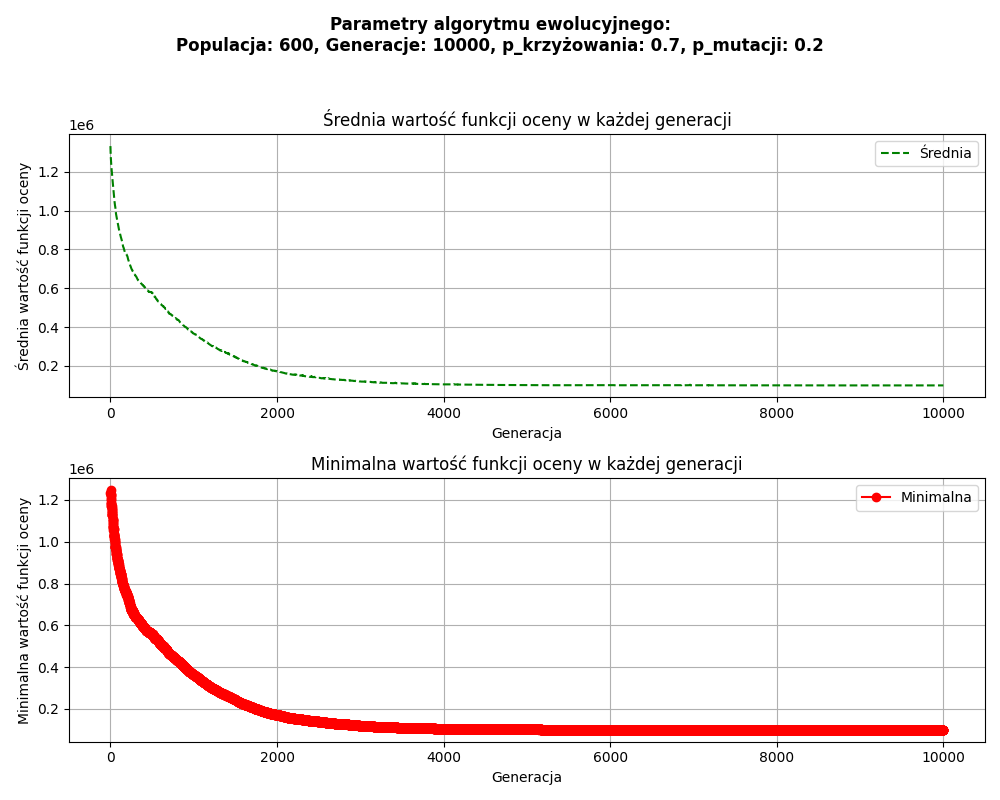 Parametry algorytmu ewolucyjnego:
Populacja: 600, Generacje: 10000, p_krzyżowania: 0.7, p_mutacji: 0.2
Średnia wartość funkcji oceny w każdej generacji
1e6
Średnia
Średnia wartość funkcji oceny
1.2
1.0
0.8
0.6
0.4
0.2
0 2000 4000 6000 8000 10000
Generacja
Minimalna wartość funkcji oceny w każdej generacji
1e6
Minimalna
Minimalna wartość funkcji oceny
1.2
1.0
0.8
0.6
0.4
0.2
0 2000 4000 6000 8000 10000
Generacja